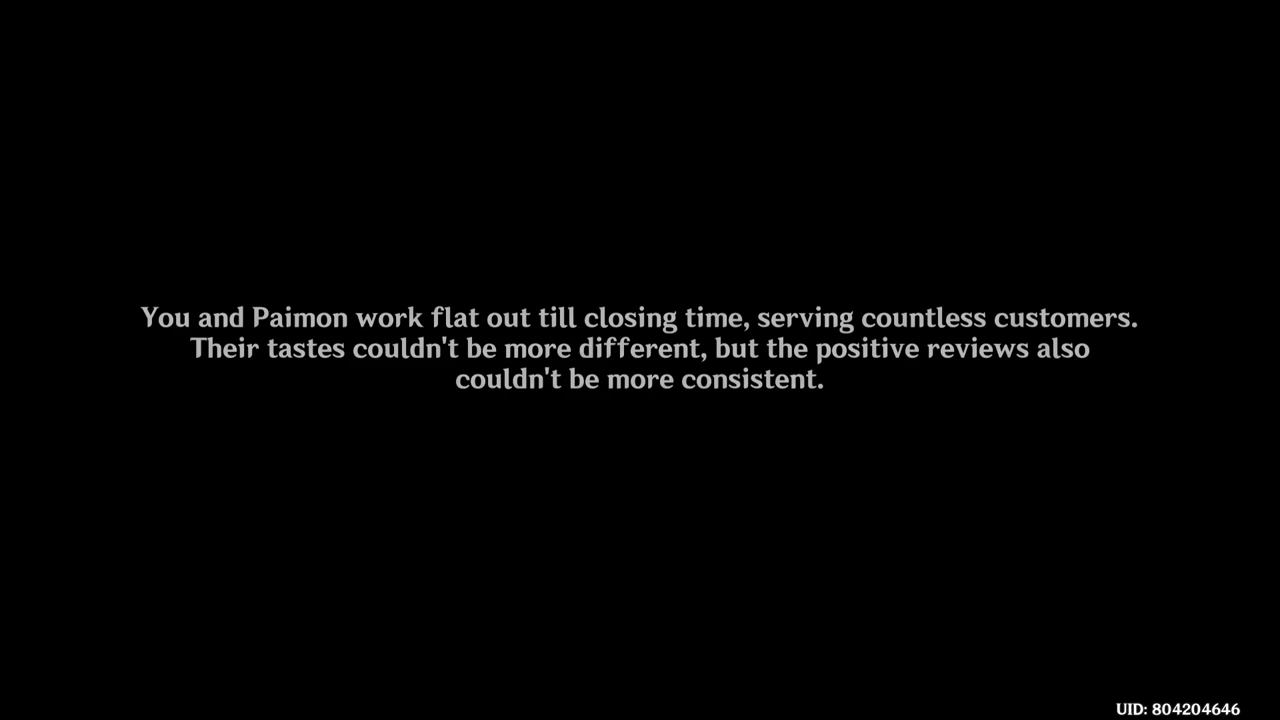 You and Paimon work flat out till closing time, serving countless customers.
Their tastes couldn't be more different, but the positive reviews also
couldn't be more consistent.
UID: 804204646